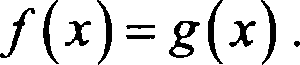 f(x) = g(x).